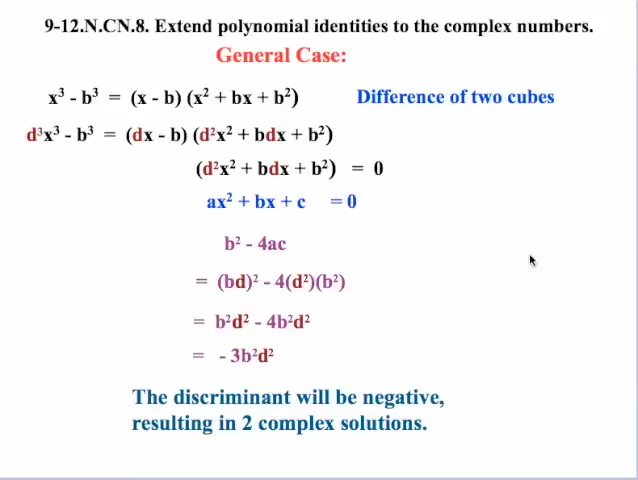 9-12.N.CN.8. Extend polynomial identities to the complex numbers.
General Case:
x³ - b³ = (x - b) (x² + bx + b²) Difference of two cubes
d³x³ - b³ = (dx - b) (d²x² + bdx + b²)
(d²x² + bdx + b²) = 0
ax² + bx + c = 0
b² - 4ac
= (bd)² - 4(d²)(b²)
= b²d² - 4b²d²
= - 3b²d²
The discriminant will be negative,
resulting in 2 complex solutions.